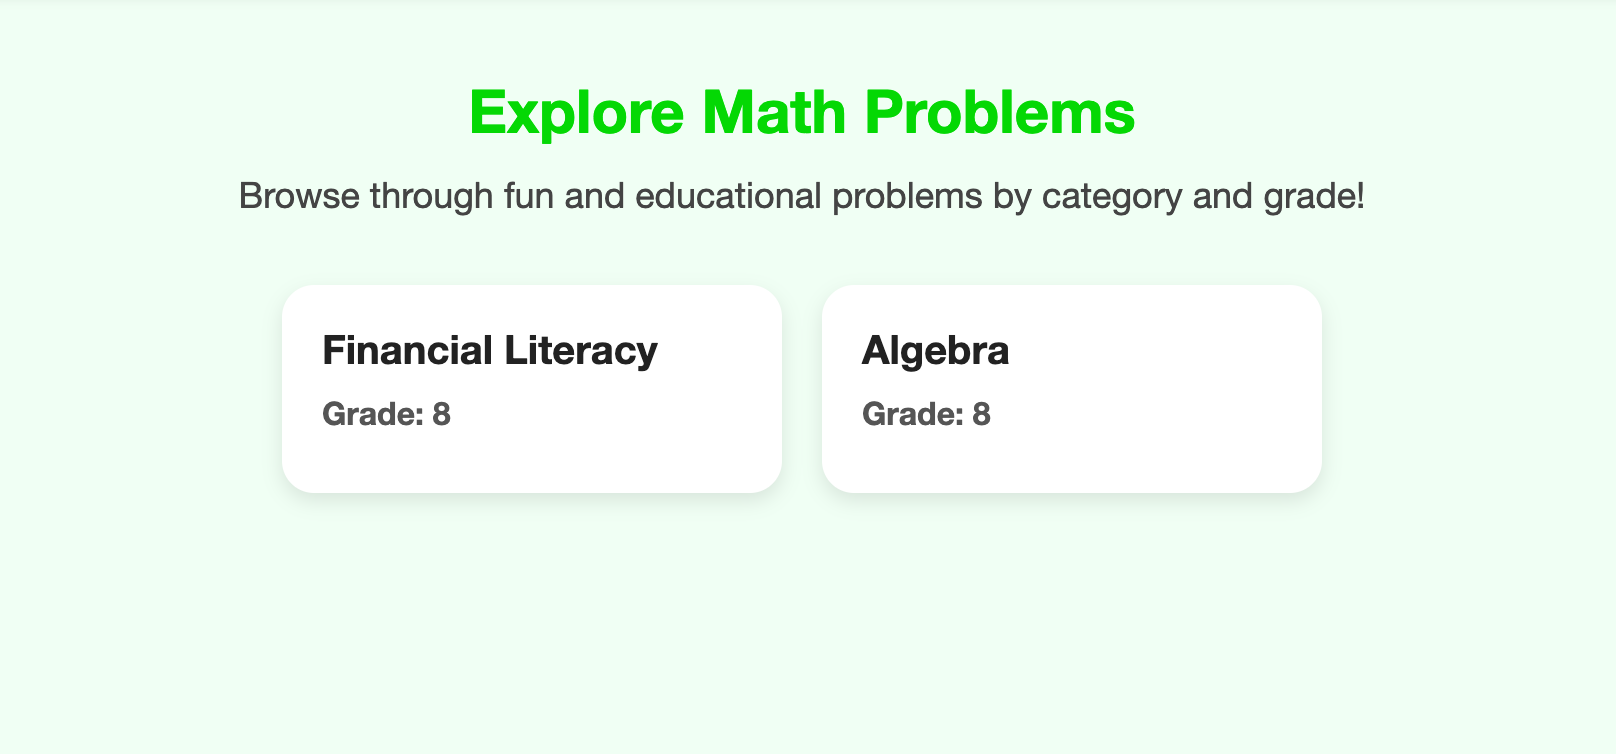 Explore Math Problems
Browse through fun and educational problems by category and grade!
Financial Literacy
Grade: 8
Algebra
Grade: 8